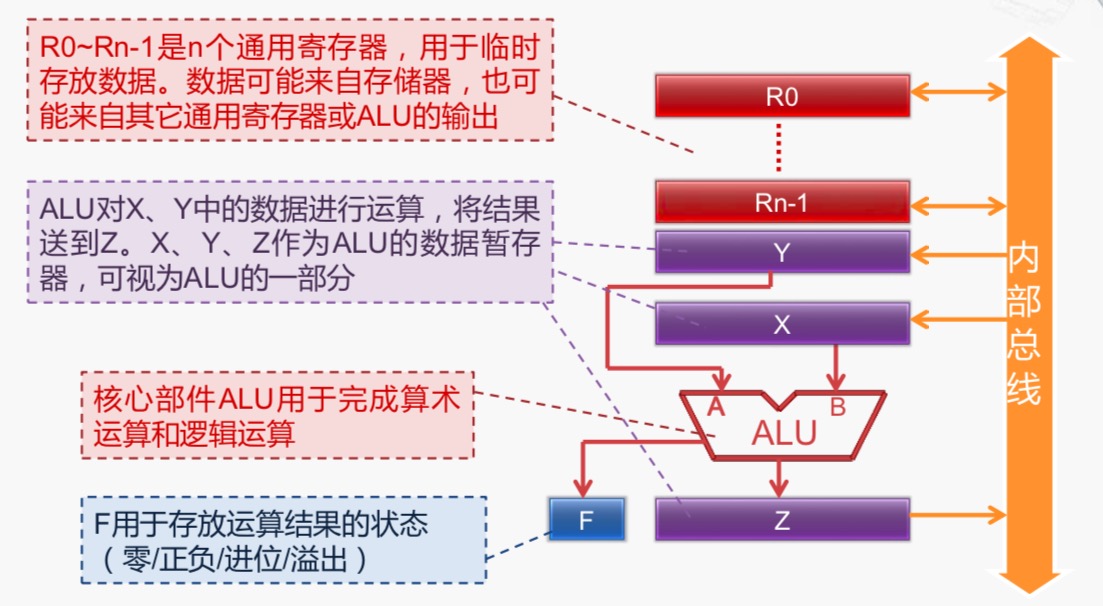 R0~Rn-1是n个通用寄存器，用于临时
存放数据。数据可能来自存储器，也可
能来自其它通用寄存器或ALU的输出
R0
Rn-1
ALU对X、Y中的数据进行运算，将结果
送到Z。X、Y、Z作为ALU的数据暂存
器，可视为ALU的一部分
Y
X
内部总线
核心部件ALU用于完成算术
运算和逻辑运算
A
B
ALU
F用于存放运算结果的状态
（零/正负/进位/溢出）
F
Z